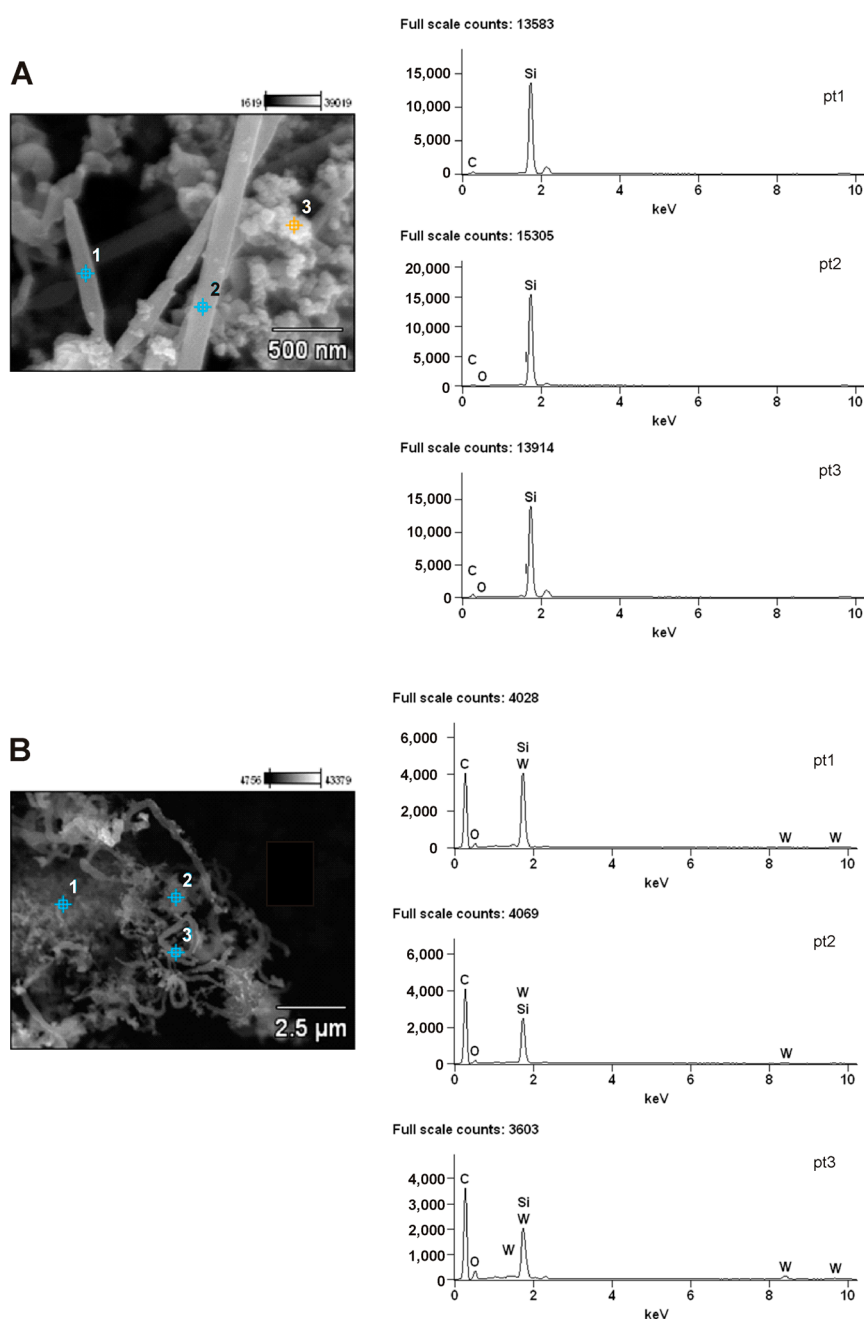 A
1619 39019
1
2
3
500 nm
Full scale counts: 13583
15,000
10,000
5,000
0
Si
C
pt1
0 2 4 6 8 10
keV
Full scale counts: 15305
20,000
15,000
10,000
5,000
0
Si
C
O
pt2
0 2 4 6 8 10
keV
Full scale counts: 13914
15,000
10,000
5,000
0
Si
C
O
pt3
0 2 4 6 8 10
keV
B
4756 43379
1
2
3
2.5 µm
Full scale counts: 4028
6,000
4,000
2,000
0
C
O
Si
W
W W
pt1
0 2 4 6 8 10
keV
Full scale counts: 4069
6,000
4,000
2,000
0
C
O
W
Si
W
pt2
0 2 4 6 8 10
keV
Full scale counts: 3603
4,000
3,000
2,000
1,000
0
C
O
W
Si
W
W W
pt3
0 2 4 6 8 10
keV